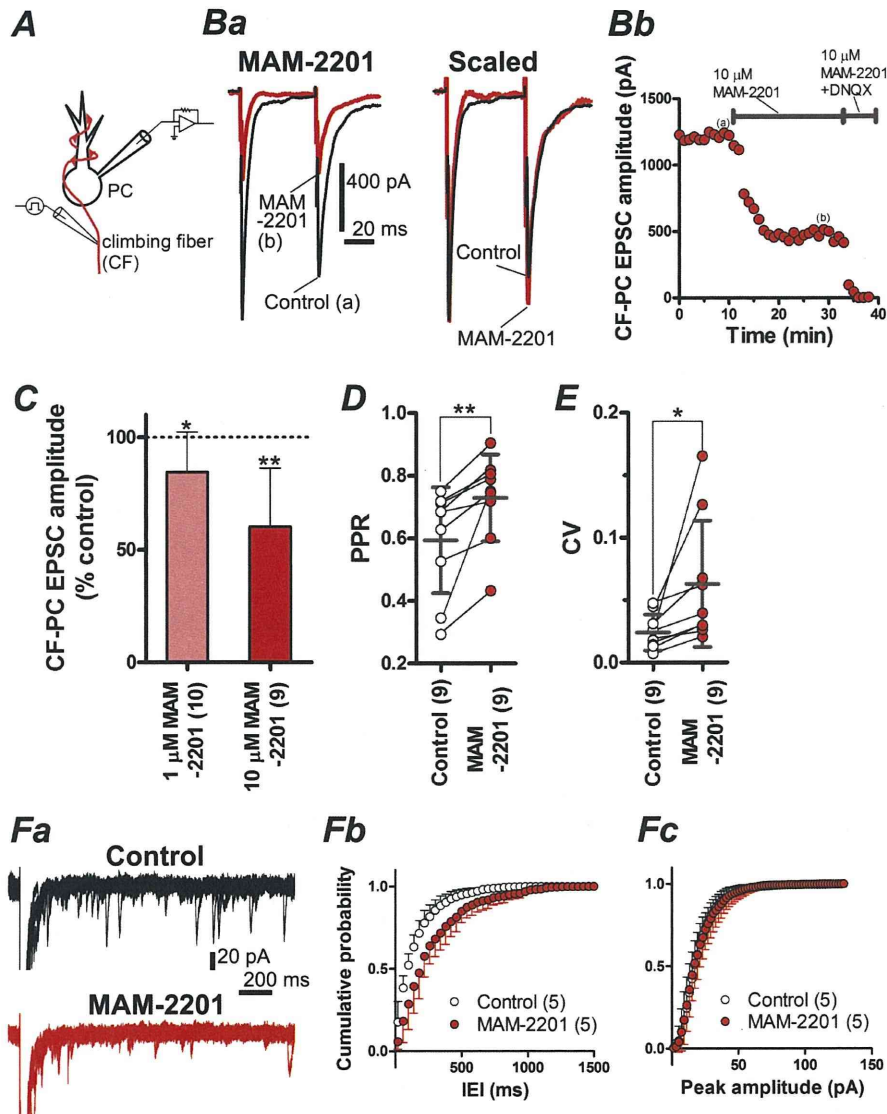 A
PC
climbing fiber
(CF)
Ba
MAM-2201
Scaled
MAM
-2201
(b)
400 pA
20 ms
Control (a)
Control
MAM-2201
Bb
10 μM
MAM-2201
10 μM
MAM-2201
+DNQX
CF-PC EPSC amplitude (pA)
1500
1000
500
0
(a)
(b)
0 10 20 30 40
Time (min)
C
CF-PC EPSC amplitude
(% control)
100
50
0
*
**
1 μM MAM
-2201 (10)
10 μM MAM
-2201 (9)
D
PPR
1.0
0.8
0.6
0.4
0.2
**
Control (9)
MAM
-2201 (9)
E
CV
0.2
0.1
0.0
*
Control (9)
MAM
-2201 (9)
Fa
Control
20 pA
200 ms
MAM-2201
Fb
Cumulative probability
1.0
0.5
0.0
Control (5)
MAM-2201 (5)
500 1000 1500
IEI (ms)
Fc
1.0
0.5
0.0
Control (5)
MAM-2201 (5)
0 50 100 150
Peak amplitude (pA)